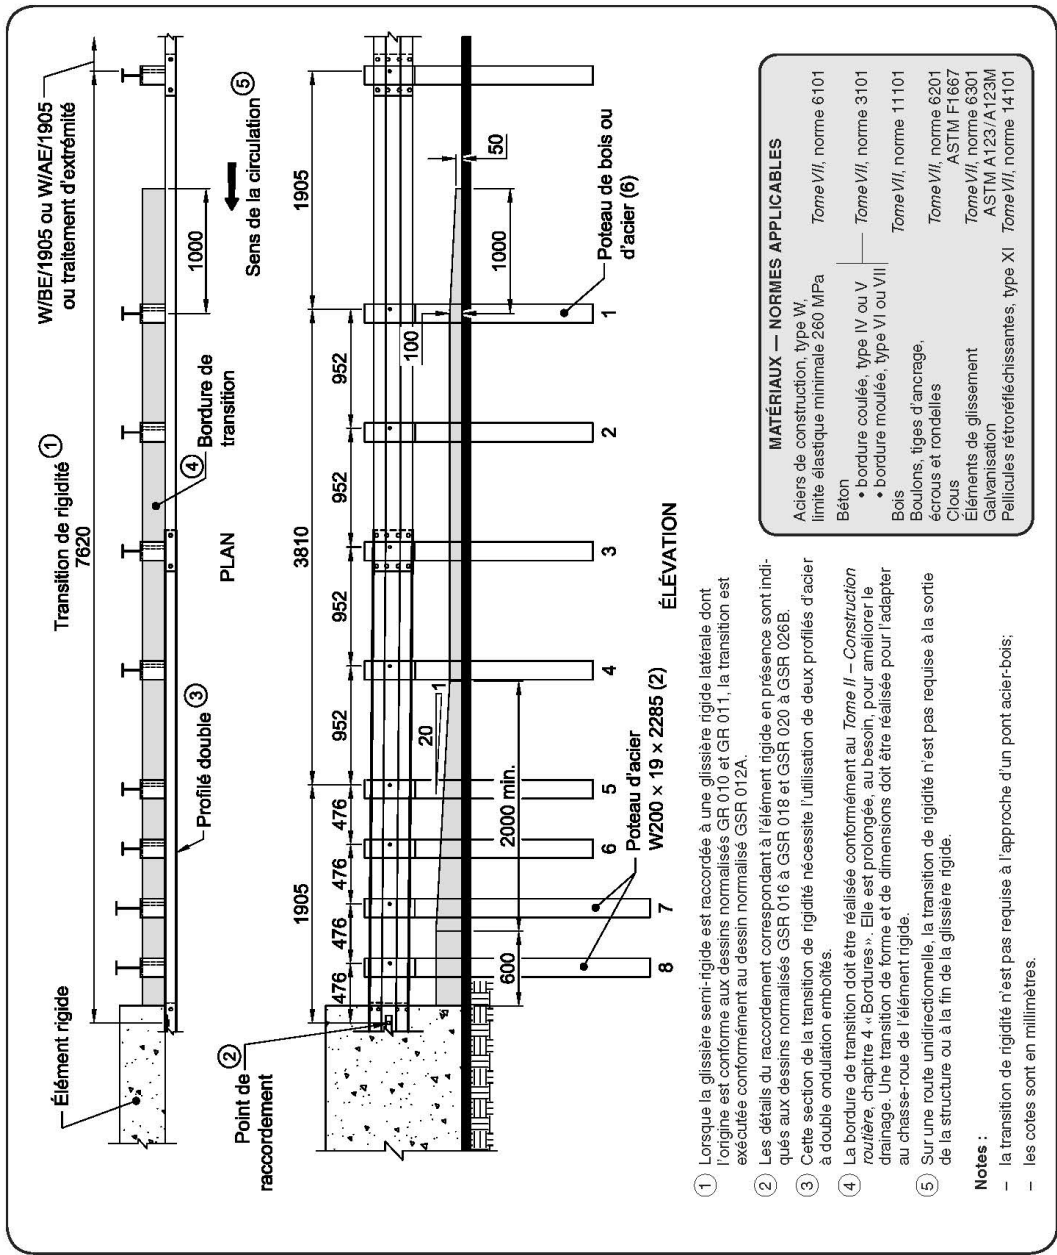 W/BE/1905 ou W/AE/1905
ou traitement d'extrémité
Transition de rigidité ①
7620
Élément rigide
1000
Sens de la circulation ⑤
④ Bordure de
transition
Profilé double ③
PLAN
Point de ②
raccordement
1905
3810
1905
476
476
476
476
952
952
952
952
100
50
20
1
1000
2000 min.
600
8
7
6
5
4
3
2
1
Poteau de bois ou
d'acier (6)
Poteau d'acier
W200 × 19 × 2285 (2)
ÉLÉVATION
① Lorsque la glissière semi-rigide est raccordée à une glissière rigide latérale dont
l'origine est conforme aux dessins normalisés GR 010 et GR 011, la transition est
exécutée conformément au dessin normalisé GSR 012A.
② Les détails du raccordement correspondant à l'élément rigide en présence sont indi-
qués aux dessins normalisés GSR 016 à GSR 018 et GSR 020 à GSR 026B.
③ Cette section de la transition de rigidité nécessite l'utilisation de deux profilés d'acier
à double ondulation emboîtés.
④ La bordure de transition doit être réalisée conformément au Tome II – Construction
routière, chapitre 4 « Bordures ». Elle est prolongée, au besoin, pour améliorer le
drainage. Une transition de forme et de dimensions doit être réalisée pour l'adapter
au chasse-roue de l'élément rigide.
⑤ Sur une route unidirectionnelle, la transition de rigidité n'est pas requise à la sortie
de la structure ou à la fin de la glissière rigide.
Notes :
– la transition de rigidité n'est pas requise à l'approche d'un pont acier-bois;
– les cotes sont en millimètres.
MATÉRIAUX — NORMES APPLICABLES
Aciers de construction, type W,
limite élastique minimale 260 MPa Tome VII, norme 6101
Béton
• bordure coulée, type IV ou V
• bordure moulée, type VI ou VII Tome VII, norme 3101
Bois Tome VII, norme 11101
Boulons, tiges d'ancrage,
écrous et rondelles Tome VII, norme 6201
Clous ASTM F1667
Éléments de glissement Tome VII, norme 6301
Galvanisation ASTM A123/A123M
Pellicules rétroréfléchissantes, type XI Tome VII, norme 14101